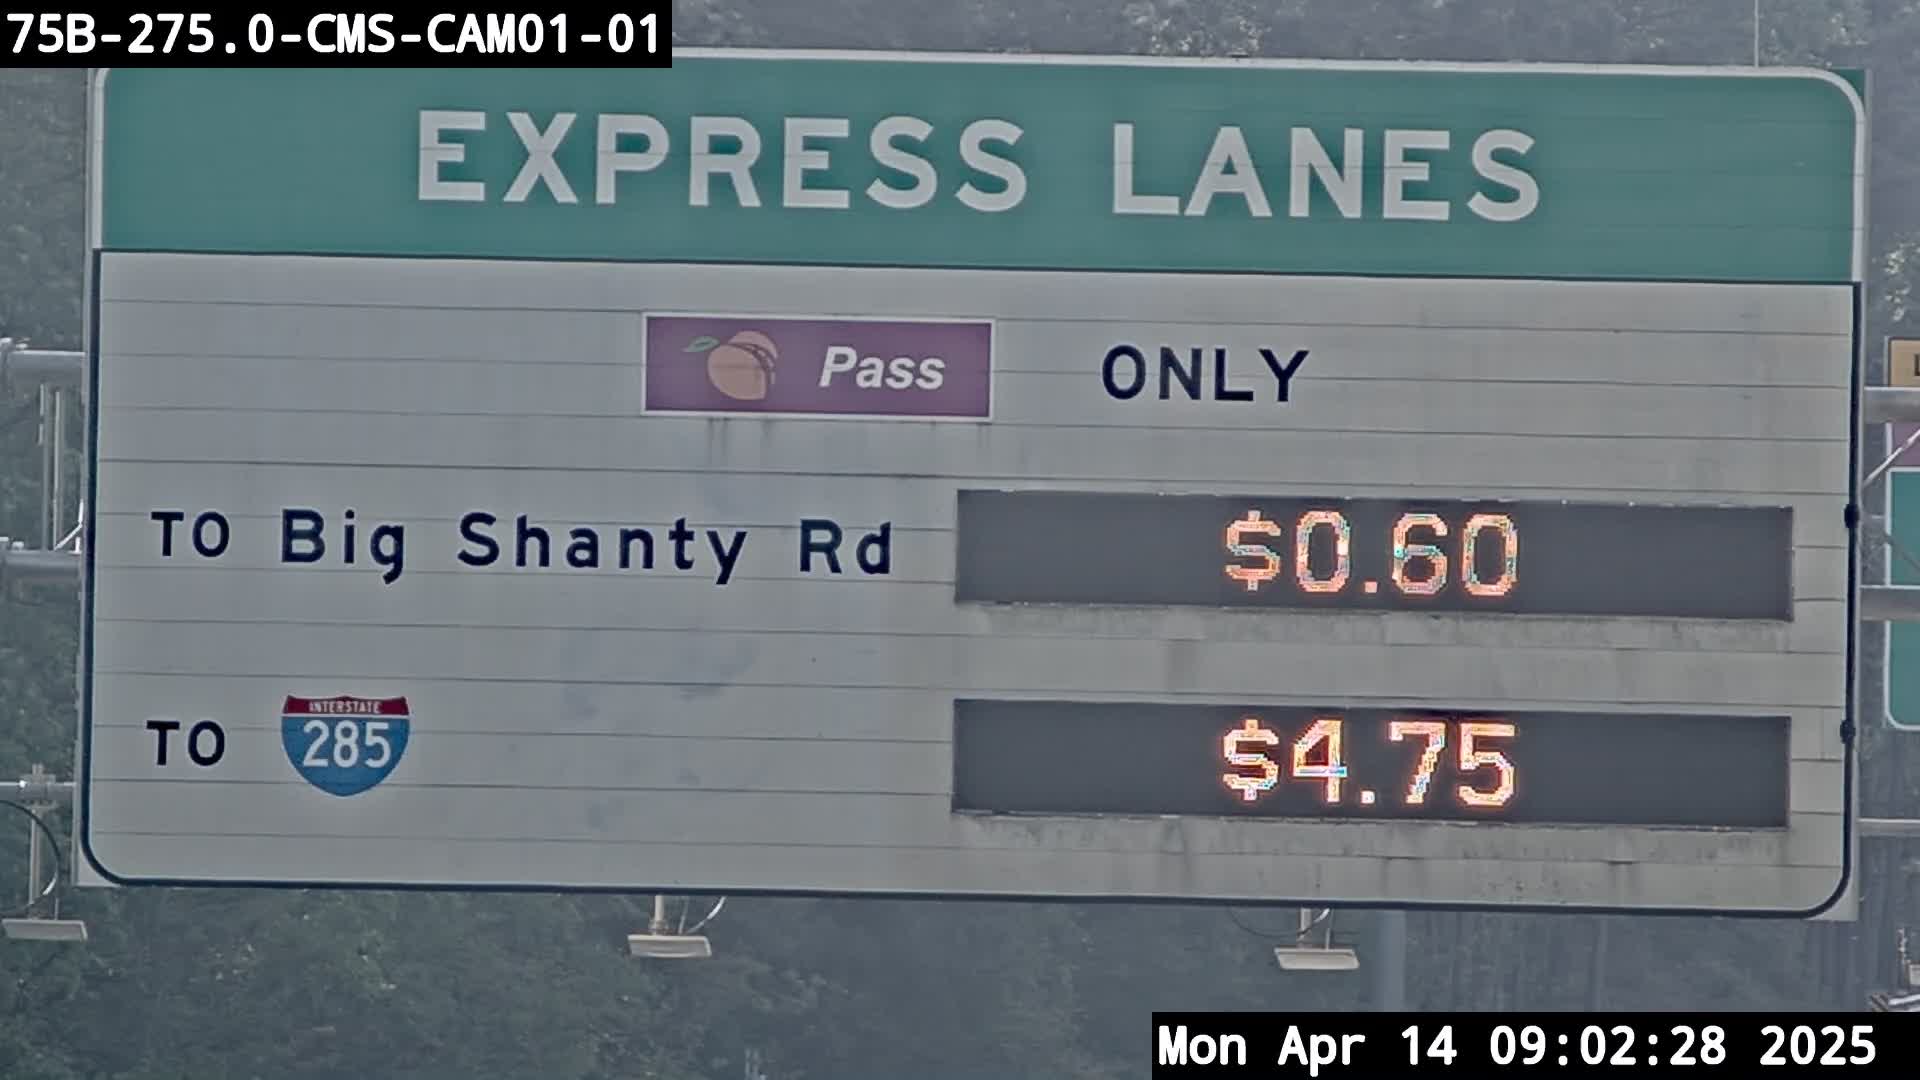 75B-275.0-CMS-CAM01-01
EXPRESS LANES
Pass ONLY
TO Big Shanty Rd $0.60
INTERSTATE
TO 285 $4.75
Mon Apr 14 09:02:28 2025